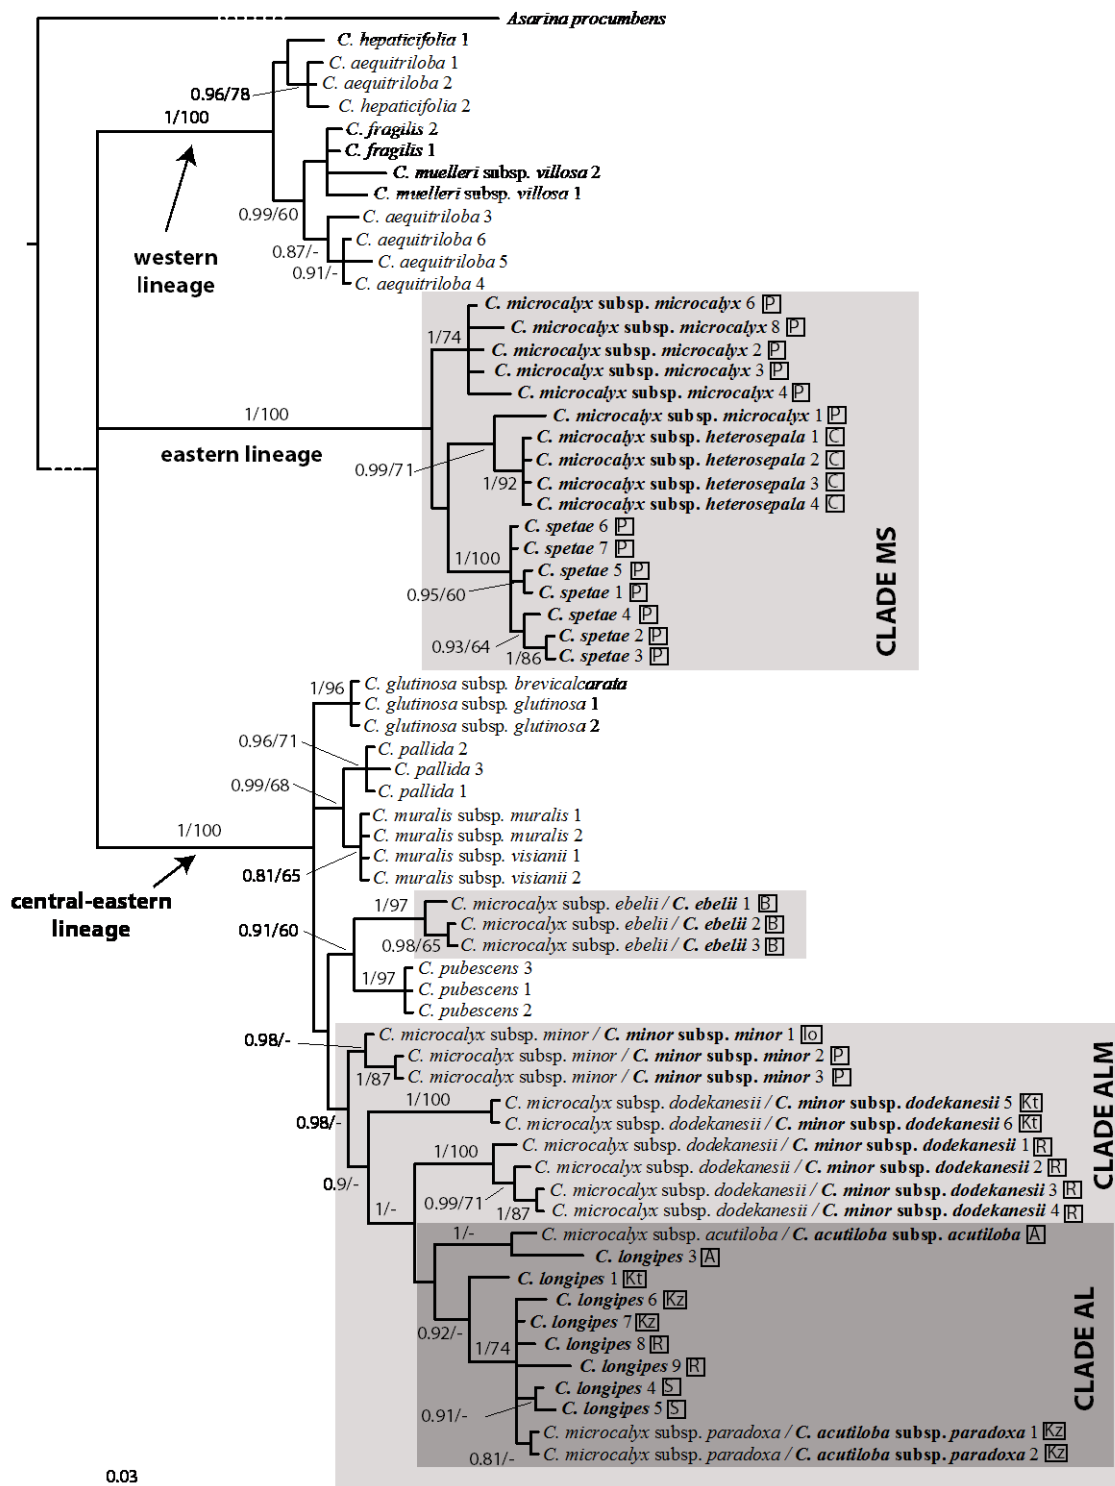 Asarina procumbens
C. hepaticifolia 1
C. aequitriloba 1
C. aequitriloba 2
0.96/78
C. hepaticifolia 2
1/100
C. fragilis 2
C. fragilis 1
C. muelleri subsp. villosa 2
C. muelleri subsp. villosa 1
0.99/60
C. aequitriloba 3
western
lineage
0.87/-
C. aequitriloba 6
C. aequitriloba 5
0.91/-
C. aequitriloba 4
C. microcalyx subsp. microcalyx 6 P
C. microcalyx subsp. microcalyx 8 P
1/74
C. microcalyx subsp. microcalyx 2 P
C. microcalyx subsp. microcalyx 3 P
C. microcalyx subsp. microcalyx 4 P
1/100
eastern lineage
C. microcalyx subsp. microcalyx 1 P
C. microcalyx subsp. heterosepala 1 C
C. microcalyx subsp. heterosepala 2 C
0.99/71
1/92
C. microcalyx subsp. heterosepala 3 C
C. microcalyx subsp. heterosepala 4 C
C. spetae 6 P
C. spetae 7 P
1/100
C. spetae 5 P
C. spetae 1 P
0.95/60
C. spetae 4 P
C. spetae 2 P
0.93/64
1/86
C. spetae 3 P
CLADE MS
C. glutinosa subsp. brevicalcarata
1/96
C. glutinosa subsp. glutinosa 1
C. glutinosa subsp. glutinosa 2
0.96/71
C. pallida 2
C. pallida 3
0.99/68
C. pallida 1
C. muralis subsp. muralis 1
1/100
C. muralis subsp. muralis 2
C. muralis subsp. visianii 1
0.81/65
C. muralis subsp. visianii 2
central-eastern
lineage
1/97
C. microcalyx subsp. ebelii / C. ebelii 1 B
C. microcalyx subsp. ebelii / C. ebelii 2 B
0.91/60
0.98/65
C. microcalyx subsp. ebelii / C. ebelii 3 B
C. pubescens 3
1/97
C. pubescens 1
C. pubescens 2
C. microcalyx subsp. minor / C. minor subsp. minor 1 Io
0.98/-
C. microcalyx subsp. minor / C. minor subsp. minor 2 P
1/87
C. microcalyx subsp. minor / C. minor subsp. minor 3 P
1/100
C. microcalyx subsp. dodekanesii / C. minor subsp. dodekanesii 5 Kt
C. microcalyx subsp. dodekanesii / C. minor subsp. dodekanesii 6 Kt
0.98/-
1/100
C. microcalyx subsp. dodekanesii / C. minor subsp. dodekanesii 1 R
C. microcalyx subsp. dodekanesii / C. minor subsp. dodekanesii 2 R
0.9/-
0.99/71
C. microcalyx subsp. dodekanesii / C. minor subsp. dodekanesii 3 R
1/87
C. microcalyx subsp. dodekanesii / C. minor subsp. dodekanesii 4 R
CLADE ALM
1/-
1/-
C. microcalyx subsp. acutiloba / C. acutiloba subsp. acutiloba A
C. longipes 3 A
C. longipes 1 Kt
C. longipes 6 Kz
0.92/-
C. longipes 7 Kz
1/74
C. longipes 8 R
C. longipes 9 R
C. longipes 4 S
0.91/-
C. longipes 5 S
C. microcalyx subsp. paradoxa / C. acutiloba subsp. paradoxa 1 Kz
0.81/-
C. microcalyx subsp. paradoxa / C. acutiloba subsp. paradoxa 2 Kz
CLADE AL
0.03